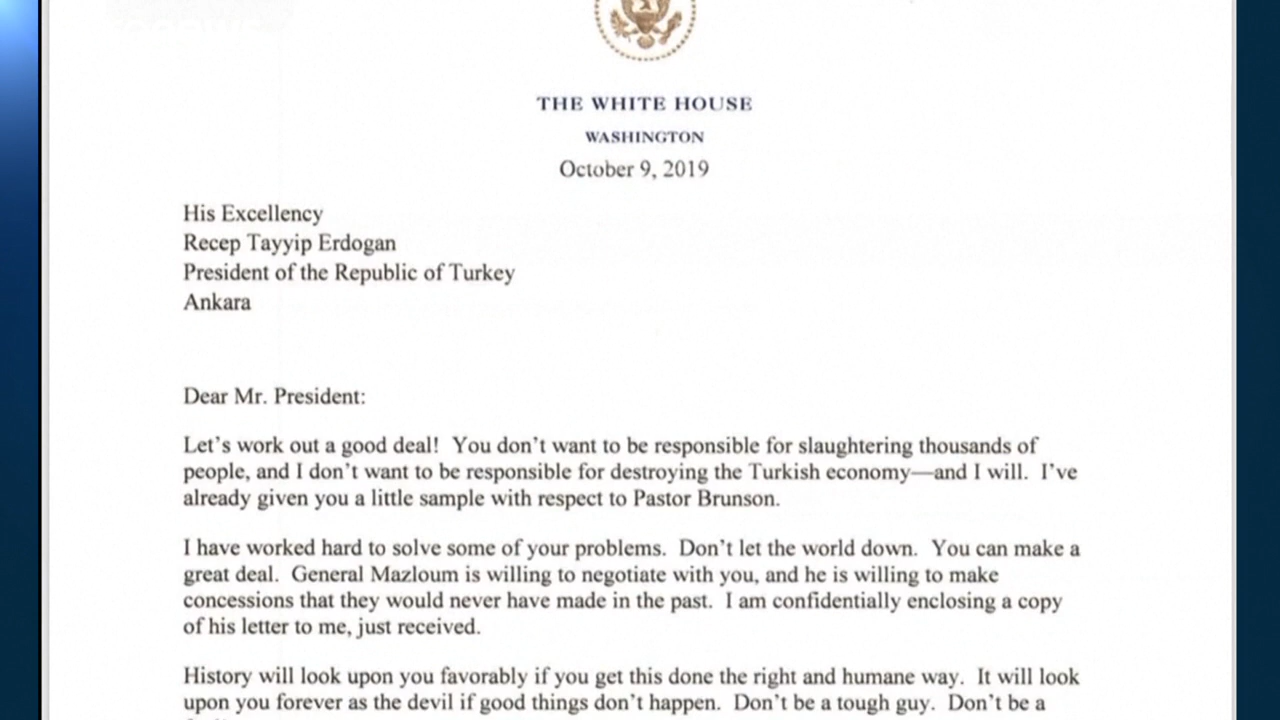 THE WHITE HOUSE
WASHINGTON
October 9, 2019
His Excellency
Recep Tayyip Erdogan
President of the Republic of Turkey
Ankara
Dear Mr. President:
Let’s work out a good deal!  You don’t want to be responsible for slaughtering thousands of
people, and I don’t want to be responsible for destroying the Turkish economy—and I will.  I’ve
already given you a little sample with respect to Pastor Brunson.
I have worked hard to solve some of your problems.  Don’t let the world down.  You can make a
great deal.  General Mazloum is willing to negotiate with you, and he is willing to make
concessions that they would never have made in the past.  I am confidentially enclosing a copy
of his letter to me, just received.
History will look upon you favorably if you get this done the right and humane way.  It will look
upon you forever as the devil if good things don’t happen.  Don’t be a tough guy.  Don’t be a